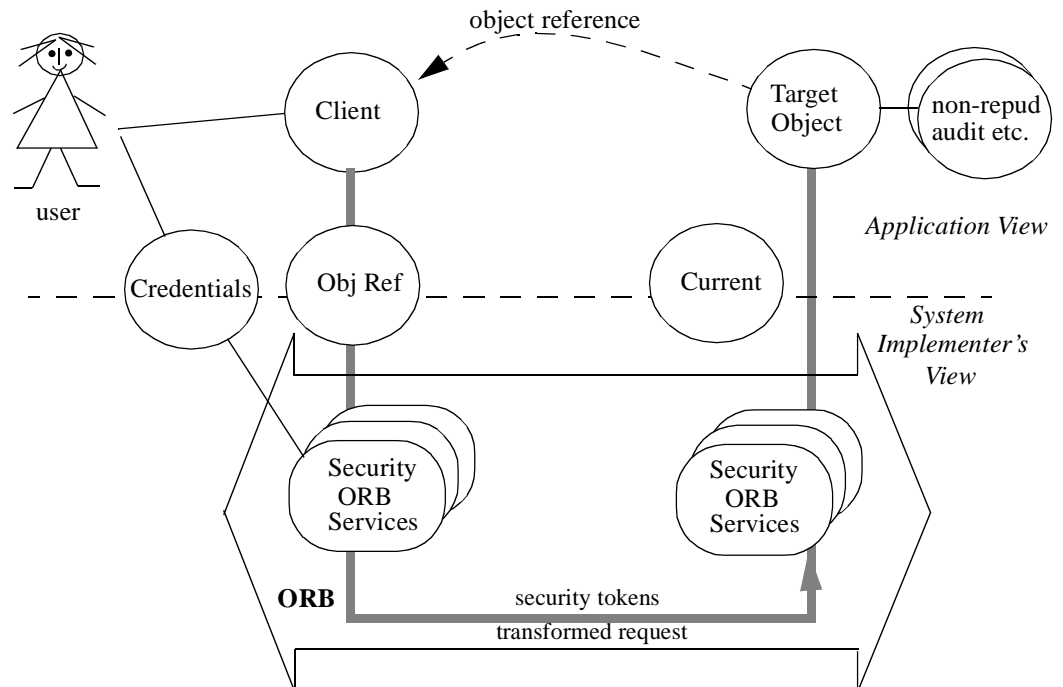 object reference
Client
Target
Object
non-repud
audit etc.
user
Application View
Credentials
Obj Ref
Current
System
Implementer's
View
Security
ORB
Services
Security
ORB
Services
ORB
security tokens
transformed request